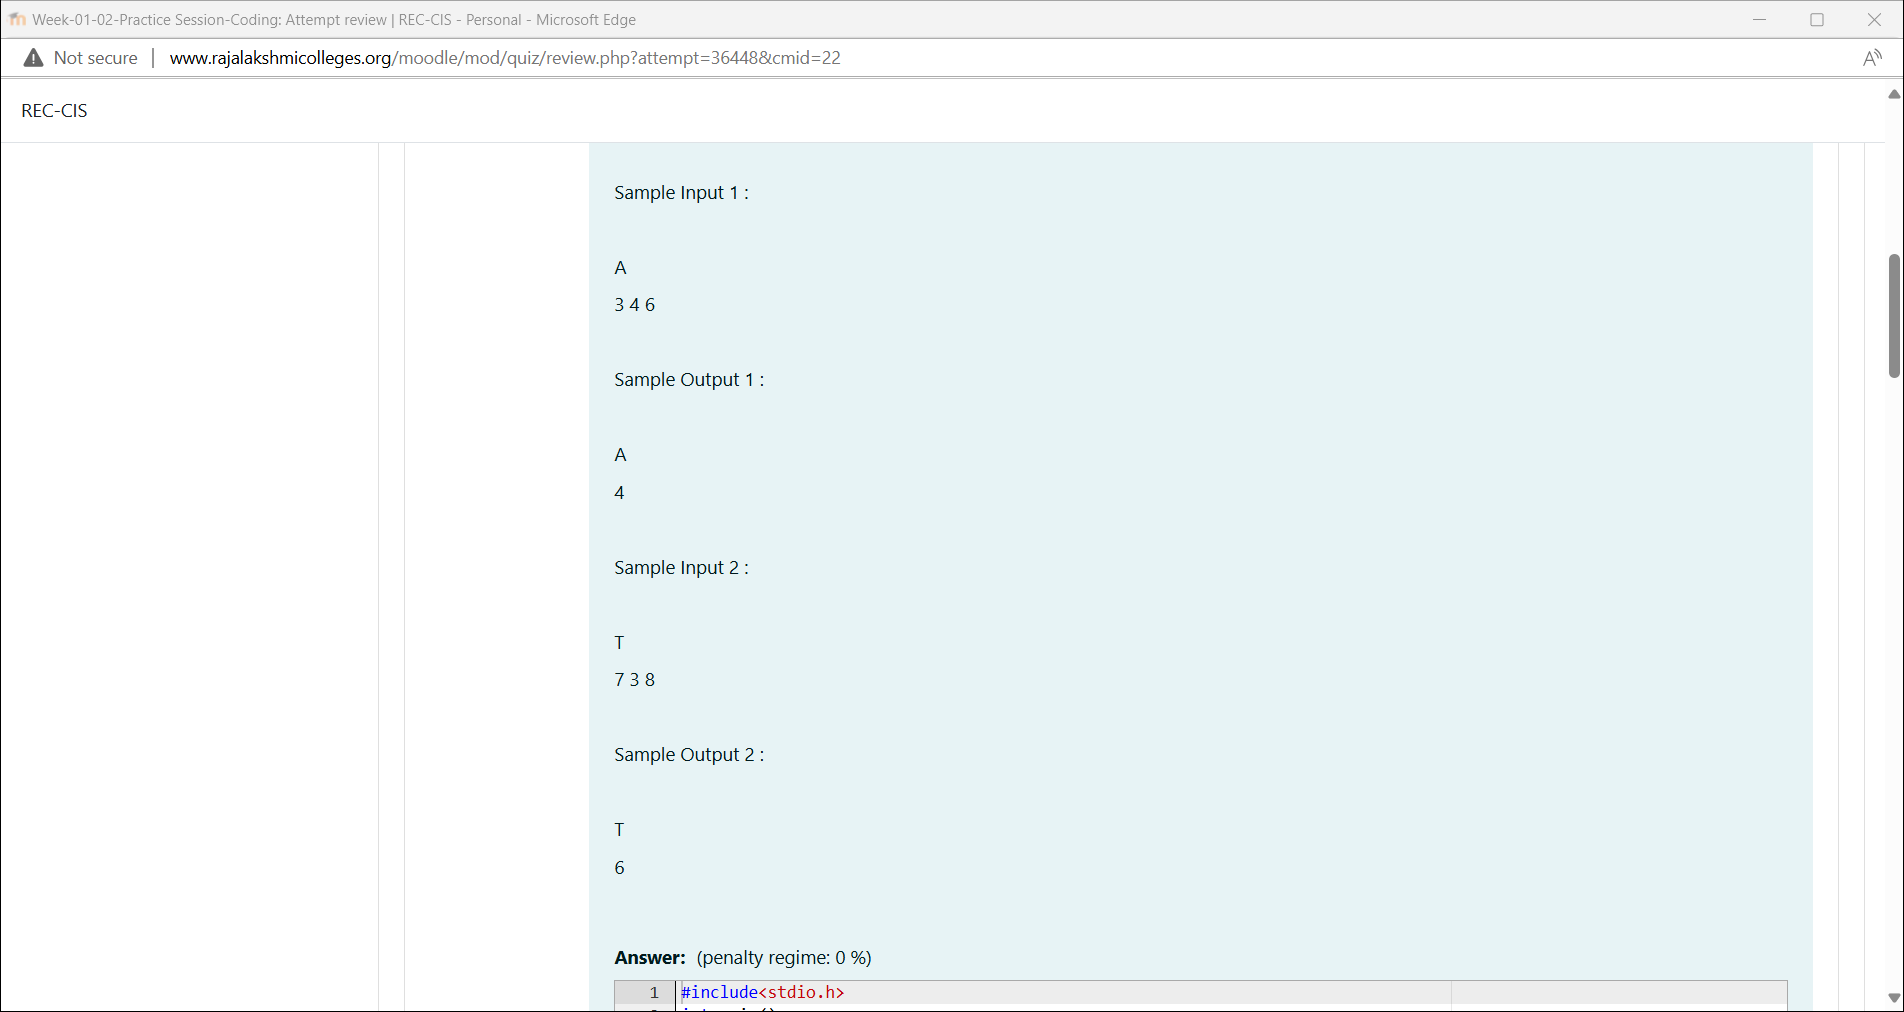 Week-01-02-Practice Session-Coding: Attempt review | REC-CIS - Personal - Microsoft Edge
Not secure | www.rajalakshmicolleges.org/moodle/mod/quiz/review.php?attempt=36448&cmid=22
REC-CIS
Sample Input 1 :
A
3 4 6
Sample Output 1 :
A
4
Sample Input 2 :
T
7 3 8
Sample Output 2 :
T
6
Answer: (penalty regime: 0 %)
1 #include<stdio.h>